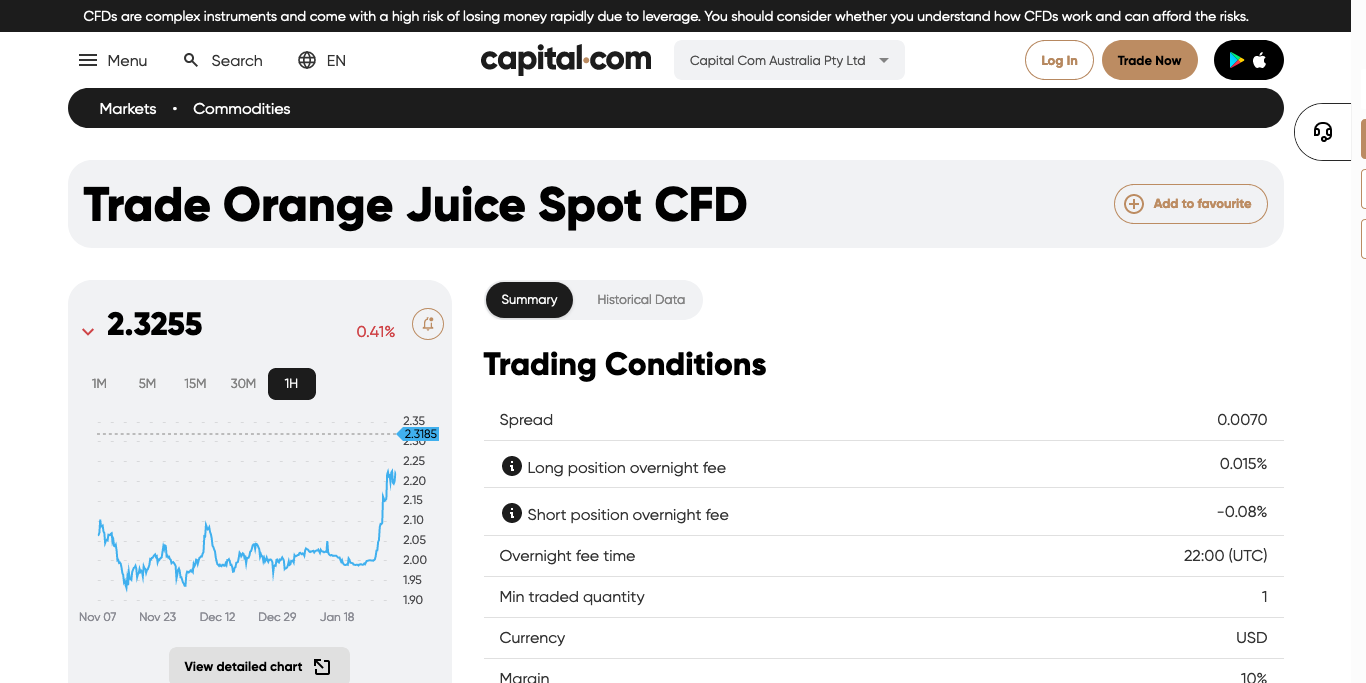 CFDs are complex instruments and come with a high risk of losing money rapidly due to leverage. You should consider whether you understand how CFDs work and can afford the risks.
Menu Search EN capital.com Capital Com Australia Pty Ltd Log In Trade Now
Markets • Commodities
Trade Orange Juice Spot CFD
Add to favourite
2.3255 0.41%
1M 5M 15M 30M 1H
2.35
2.3185
2.30
2.25
2.20
2.15
2.10
2.05
2.00
1.95
1.90
Nov 07 Nov 23 Dec 12 Dec 29 Jan 18
View detailed chart
Summary Historical Data
Trading Conditions
Spread 0.0070
Long position overnight fee 0.015%
Short position overnight fee -0.08%
Overnight fee time 22:00 (UTC)
Min traded quantity 1
Currency USD
Margin 10%